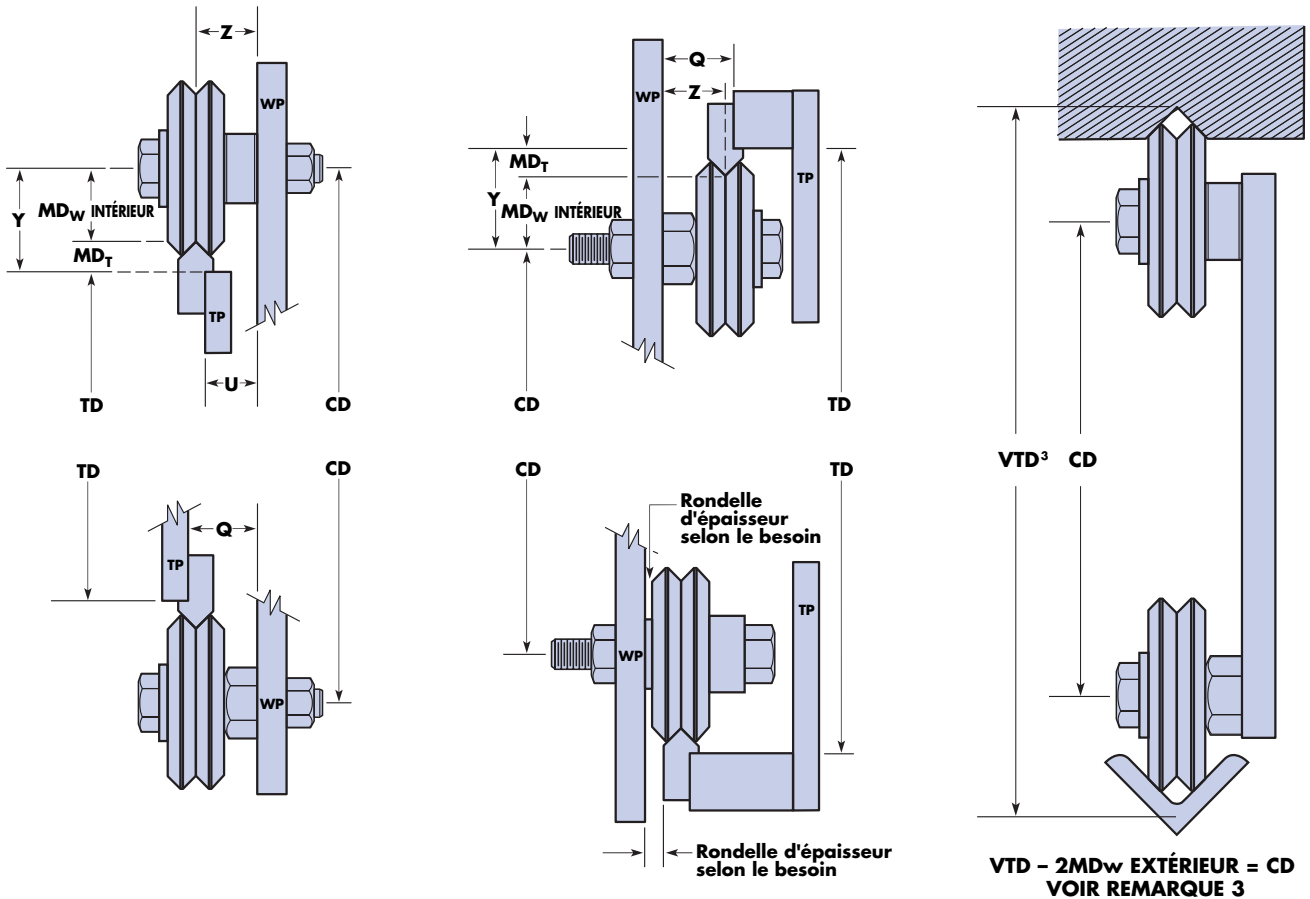 Z
WP
Y
MDW INTÉRIEUR
MDT
TP
U
TD
CD
TD
CD
Q
TP
WP
Q
Z
WP
MDT
Y
MDW INTÉRIEUR
TP
CD
TD
CD
TD
Rondelle
d'épaisseur
selon le besoin
WP
TP
Rondelle d'épaisseur
selon le besoin
VTD³ CD
VTD – 2MDw EXTÉRIEUR = CD
VOIR REMARQUE 3